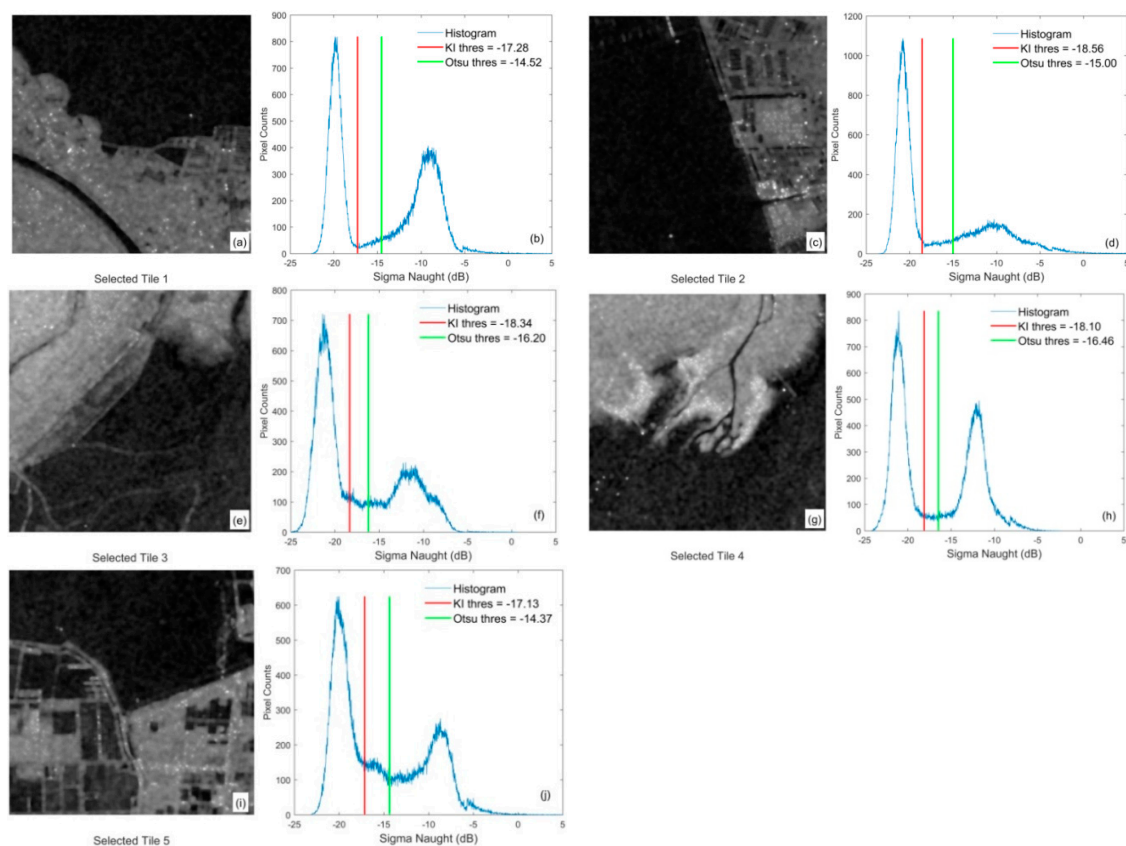 900
800
700
600
500
400
300
200
100
0
Pixel Counts
-25 -20 -15 -10 -5 0 5
Sigma Naught (dB)
Histogram
KI thres = -17.28
Otsu thres = -14.52
(a)
(b)
Selected Tile 1
1200
1000
800
600
400
200
0
Pixel Counts
-25 -20 -15 -10 -5 0 5
Sigma Naught (dB)
Histogram
KI thres = -18.56
Otsu thres = -15.00
(c)
(d)
Selected Tile 2
800
700
600
500
400
300
200
100
0
Pixel Counts
-25 -20 -15 -10 -5 0 5
Sigma Naught (dB)
Histogram
KI thres = -18.34
Otsu thres = -16.20
(e)
(f)
Selected Tile 3
900
800
700
600
500
400
300
200
100
0
Pixel Counts
-25 -20 -15 -10 -5 0 5
Sigma Naught (dB)
Histogram
KI thres = -18.10
Otsu thres = -16.46
(g)
(h)
Selected Tile 4
700
600
500
400
300
200
100
0
Pixel Counts
-25 -20 -15 -10 -5 0 5
Sigma Naught (dB)
Histogram
KI thres = -17.13
Otsu thres = -14.37
(i)
(j)
Selected Tile 5